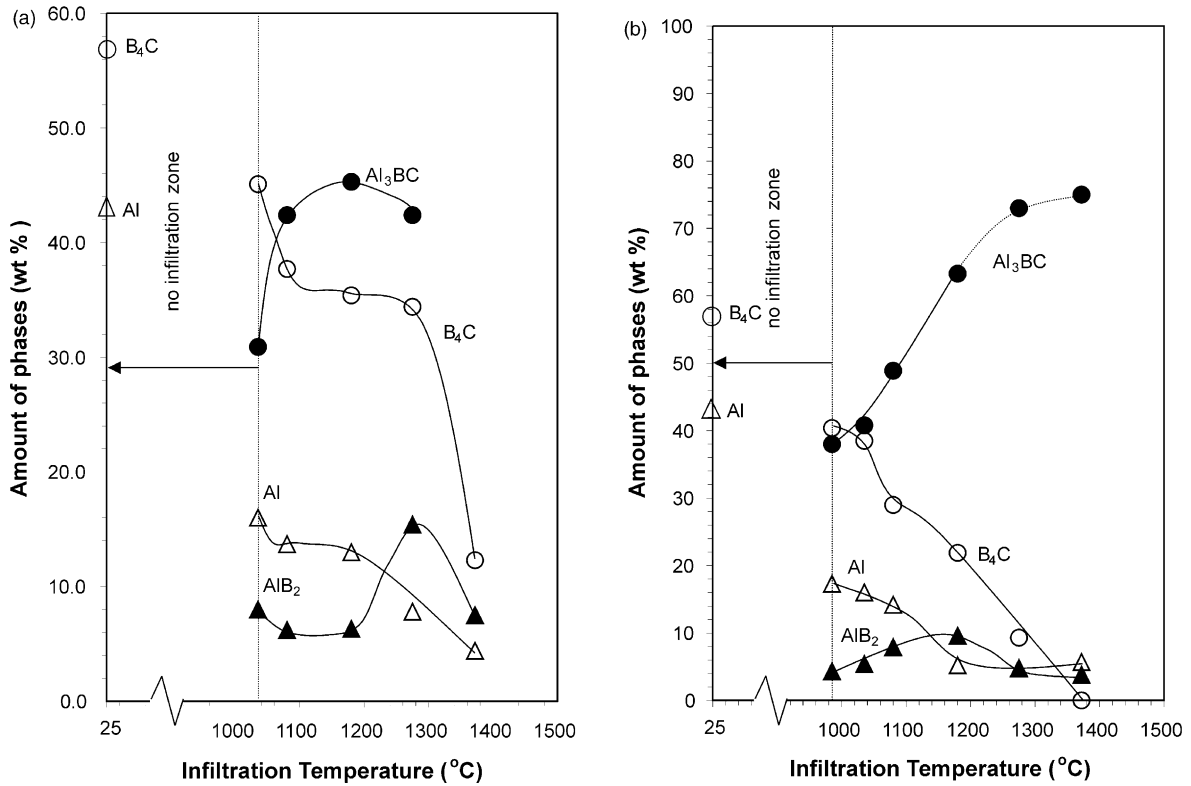 (a)
60.0
50.0
40.0
30.0
20.0
10.0
0.0
Amount of phases (wt %)
B₄C
Al
no infiltration zone
Al₃BC
B₄C
Al
AlB₂
25 1000 1100 1200 1300 1400 1500
Infiltration Temperature (°C)
(b)
100
90
80
70
60
50
40
30
20
10
0
Amount of phases (wt %)
B₄C
Al
no infiltration zone
Al₃BC
B₄C
Al
AlB₂
25 1000 1100 1200 1300 1400 1500
Infiltration Temperature (°C)